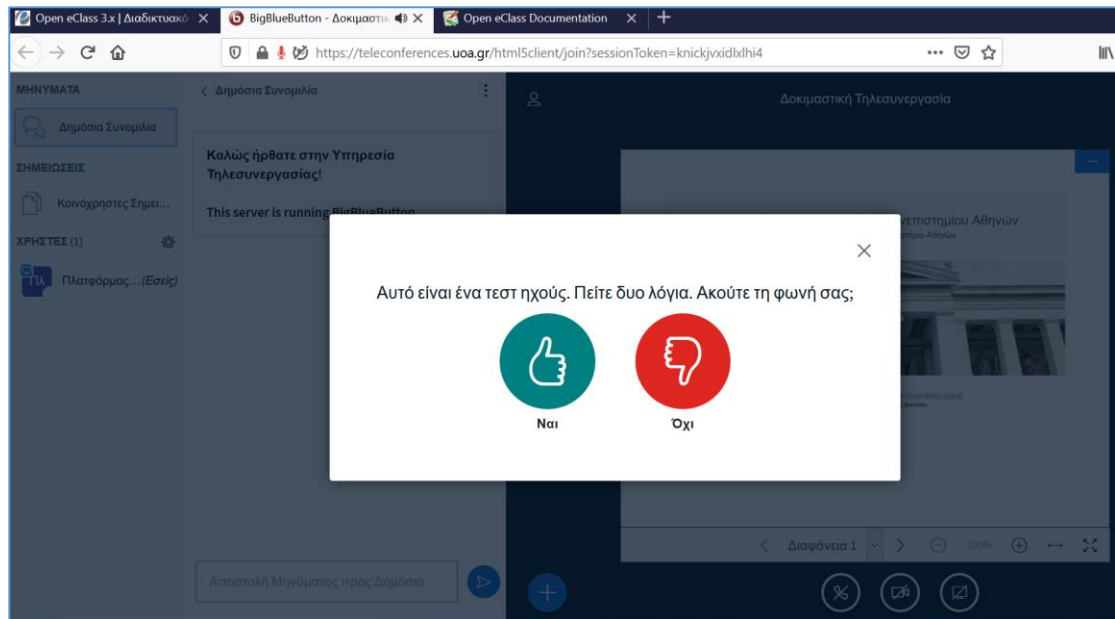 Open eClass 3.x | Διαδικτυακό
BigBlueButton - Δοκιμαστικ
Open eClass Documentation
https://teleconferences.uoa.gr/html5client/join?sessionToken=knickjvxidlxlhi4
ΜΗΝΥΜΑΤΑ
Δημόσια Συνομιλία
ΣΗΜΕΙΩΣΕΙΣ
Κοινόχρηστες Σημει...
ΧΡΗΣΤΕΣ (1)
ΠΛ
Πλατφόρμας... (Εσείς)
Δημόσια Συνομιλία
Καλώς ήρθατε στην Υπηρεσία
Τηλεσυνεργασίας!
This server is running BigBlueButton
Αποστολή Μηνύματος προς Δημόσια
Δοκιμαστική Τηλεσυνεργασία
Αθηνών
Αυτό είναι ένα τεστ ηχούς. Πείτε δυο λόγια. Ακούτε τη φωνή σας;
Ναι
Όχι
Διαφάνεια 1
100%